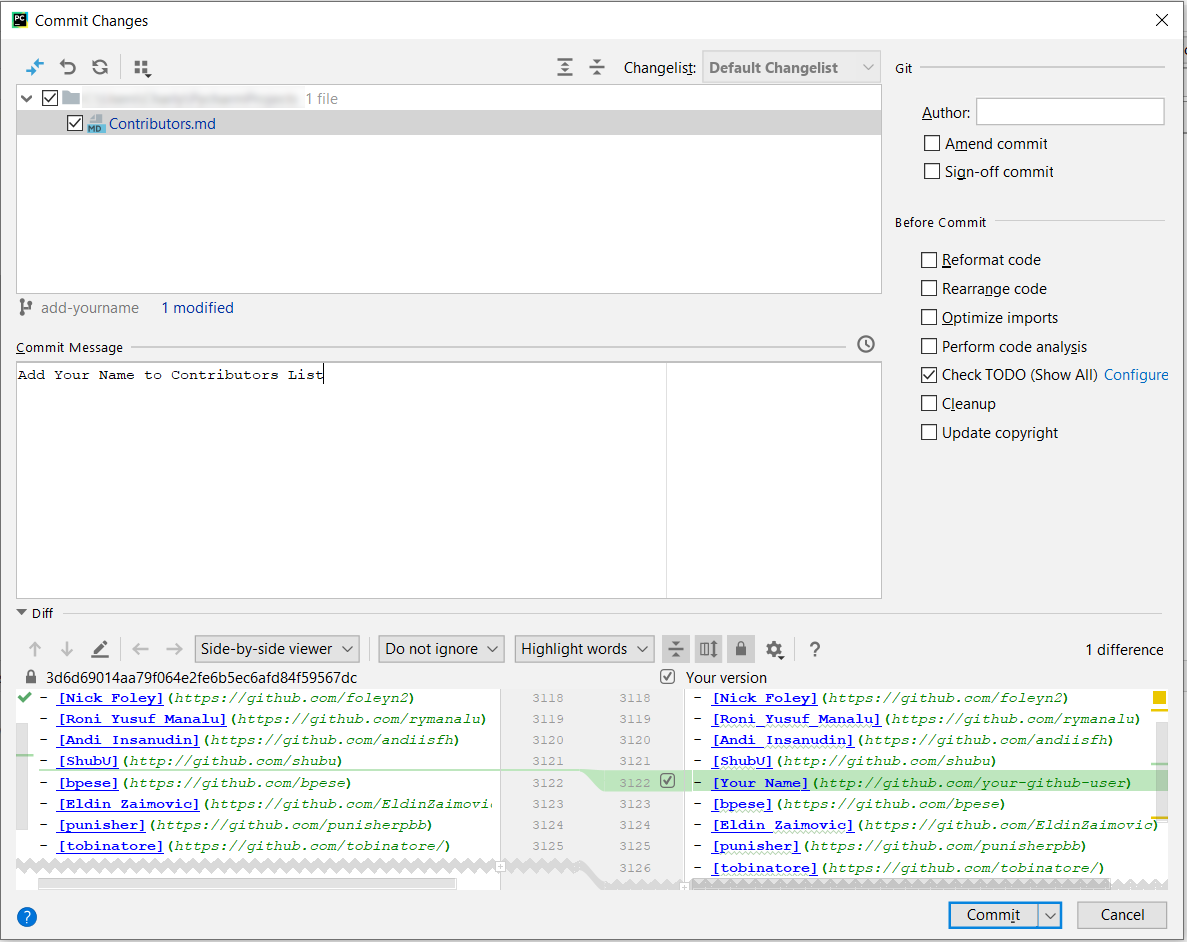 PC
Commit Changes
Changelist: Default Changelist
1 file
MD Contributors.md
add-yourname 1 modified
Commit Message
Add Your Name to Contributors List
Git
Author:
Amend commit
Sign-off commit
Before Commit
Reformat code
Rearrange code
Optimize imports
Perform code analysis
Check TODO (Show All) Configure
Cleanup
Update copyright
Diff
Side-by-side viewer Do not ignore Highlight words ? 1 difference
3d6d69014aa79f064e2fe6b5ec6afd84f59567dc Your version
- [Nick Foley](https://github.com/foleyn2) 3118 3118 - [Nick Foley](https://github.com/foleyn2)
- [Roni Yusuf Manalu](https://github.com/rymanalu) 3119 3119 - [Roni Yusuf Manalu](https://github.com/rymanalu)
- [Andi Insanudin](https://github.com/andiisfh) 3120 3120 - [Andi Insanudin](https://github.com/andiisfh)
- [ShubU](http://github.com/shubu) 3121 3121 - [ShubU](http://github.com/shubu)
- [bpese](http://github.com/bpese) 3122 3122 [Your Name](http://github.com/your-github-user)
- [Eldin Zaimovic](https://github.com/EldinZaimovic 3123 3123 - [bpese](http://github.com/bpese)
- [punisher](https://github.com/punisherpbb) 3124 3124 - [Eldin Zaimovic](https://github.com/EldinZaimovic)
- [tobinatore](https://github.com/tobinatore/) 3125 3125 - [punisher](https://github.com/punisherpbb)
3126 - [tobinatore](https://github.com/tobinatore/)
? Commit Cancel